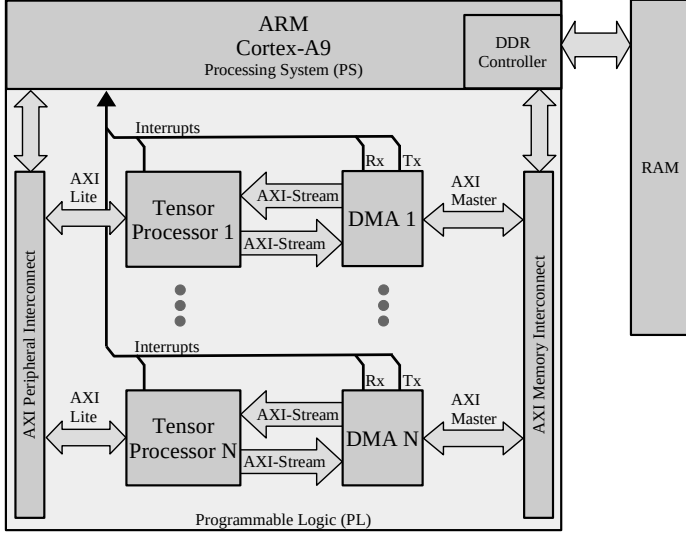 ARM
Cortex-A9
Processing System (PS)
DDR
Controller
RAM
Interrupts
Rx
Tx
AXI
Lite
Tensor
Processor 1
AXI-Stream
AXI-Stream
DMA 1
AXI
Master
AXI Peripheral Interconnect
AXI Memory Interconnect
Interrupts
Rx
Tx
AXI
Lite
Tensor
Processor N
AXI-Stream
AXI-Stream
DMA N
AXI
Master
Programmable Logic (PL)